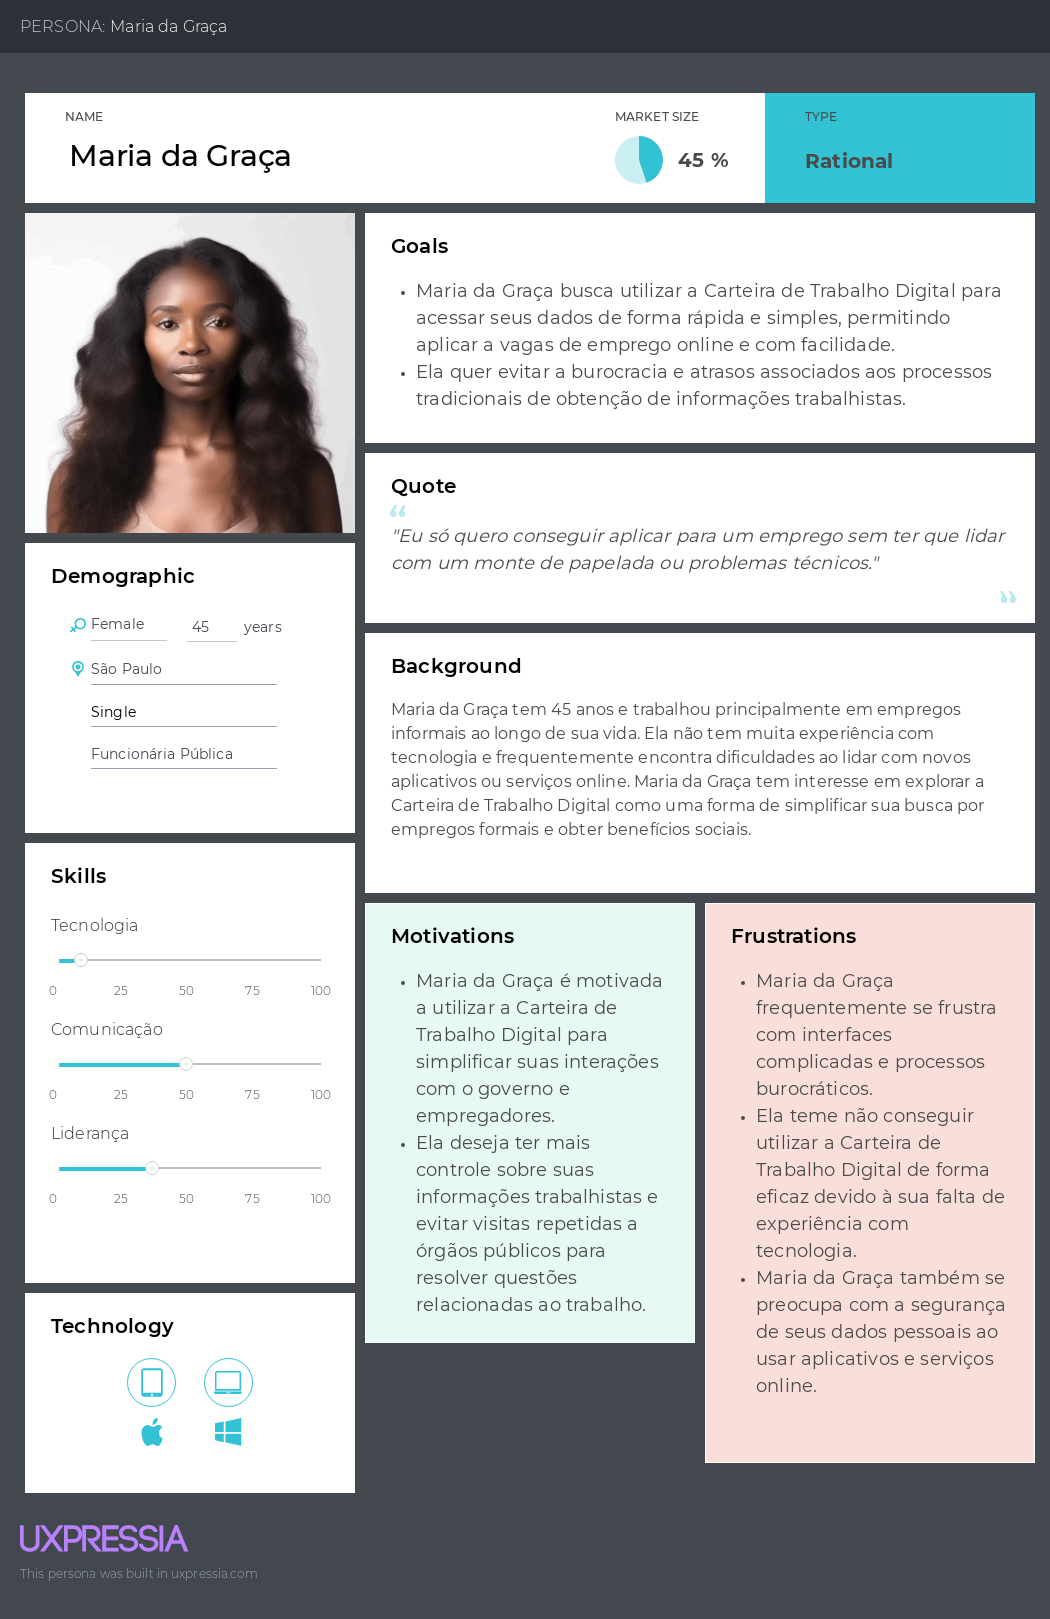 PERSONA: Maria da Graça
NAME
Maria da Graça
MARKET SIZE
45 %
TYPE
Rational
Goals
• Maria da Graça busca utilizar a Carteira de Trabalho Digital para
acessar seus dados de forma rápida e simples, permitindo
aplicar a vagas de emprego online e com facilidade.
• Ela quer evitar a burocracia e atrasos associados aos processos
tradicionais de obtenção de informações trabalhistas.
Quote
“
"Eu só quero conseguir aplicar para um emprego sem ter que lidar
com um monte de papelada ou problemas técnicos."
”
Demographic
Female 45 years
São Paulo
Single
Funcionária Pública
Background
Maria da Graça tem 45 anos e trabalhou principalmente em empregos
informais ao longo de sua vida. Ela não tem muita experiência com
tecnologia e frequentemente encontra dificuldades ao lidar com novos
aplicativos ou serviços online. Maria da Graça tem interesse em explorar a
Carteira de Trabalho Digital como uma forma de simplificar sua busca por
empregos formais e obter benefícios sociais.
Skills
Tecnologia
0 25 50 75 100
Comunicação
0 25 50 75 100
Liderança
0 25 50 75 100
Motivations
• Maria da Graça é motivada
a utilizar a Carteira de
Trabalho Digital para
simplificar suas interações
com o governo e
empregadores.
• Ela deseja ter mais
controle sobre suas
informações trabalhistas e
evitar visitas repetidas a
órgãos públicos para
resolver questões
relacionadas ao trabalho.
Frustrations
• Maria da Graça
frequentemente se frustra
com interfaces
complicadas e processos
burocráticos.
• Ela teme não conseguir
utilizar a Carteira de
Trabalho Digital de forma
eficaz devido à sua falta de
experiência com
tecnologia.
• Maria da Graça também se
preocupa com a segurança
de seus dados pessoais ao
usar aplicativos e serviços
online.
Technology
UXPRESSIA
This persona was built in uxpressia.com